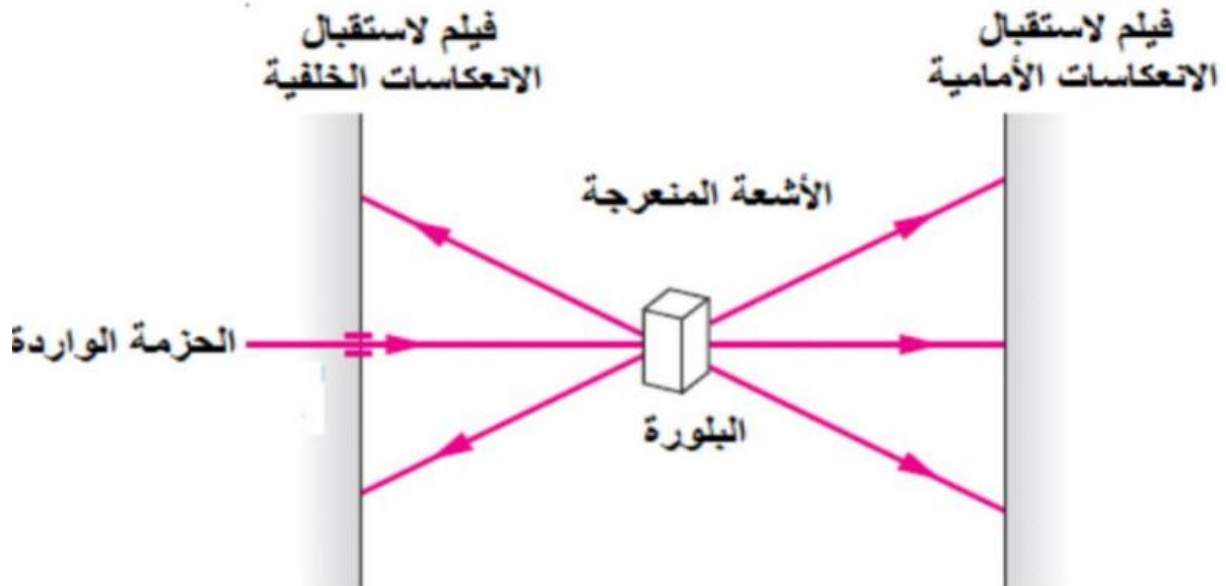 فيلم لاستقبال
الانعكاسات الأمامية
فيلم لاستقبال
الانعكاسات الخلفية
الأشعة المنعرجة
الحزمة الواردة
البلورة